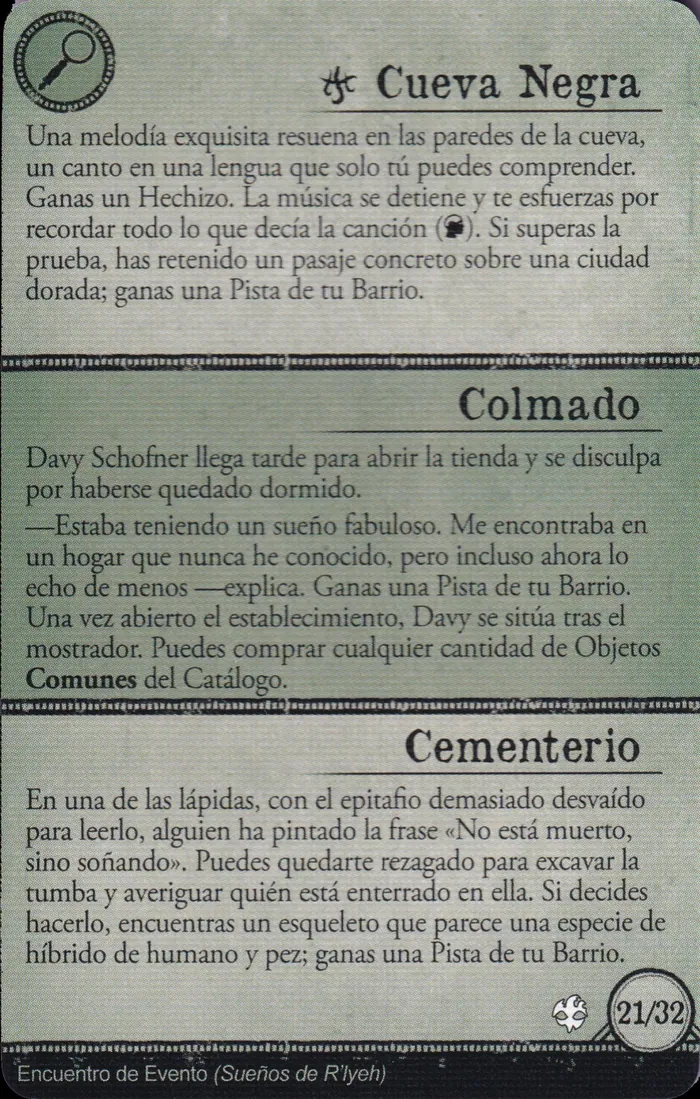 Cueva Negra
Una melodía exquisita resuena en las paredes de la cueva,
un canto en una lengua que solo tú puedes comprender.
Ganas un Hechizo. La música se detiene y te esfuerzas por
recordar todo lo que decía la canción (). Si superas la
prueba, has retenido un pasaje concreto sobre una ciudad
dorada; ganas una Pista de tu Barrio.
Colmado
Davy Schofner llega tarde para abrir la tienda y se disculpa
por haberse quedado dormido.
—Estaba teniendo un sueño fabuloso. Me encontraba en
un hogar que nunca he conocido, pero incluso ahora lo
echo de menos —explica. Ganas una Pista de tu Barrio.
Una vez abierto el establecimiento, Davy se sitúa tras el
mostrador. Puedes comprar cualquier cantidad de Objetos
Comunes del Catálogo.
Cementerio
En una de las lápidas, con el epitafio demasiado desvaído
para leerlo, alguien ha pintado la frase «No está muerto,
sino soñando». Puedes quedarte rezagado para excavar la
tumba y averiguar quién está enterrado en ella. Si decides
hacerlo, encuentras un esqueleto que parece una especie de
híbrido de humano y pez; ganas una Pista de tu Barrio.
21/32
Encuentro de Evento (Sueños de R'lyeh)